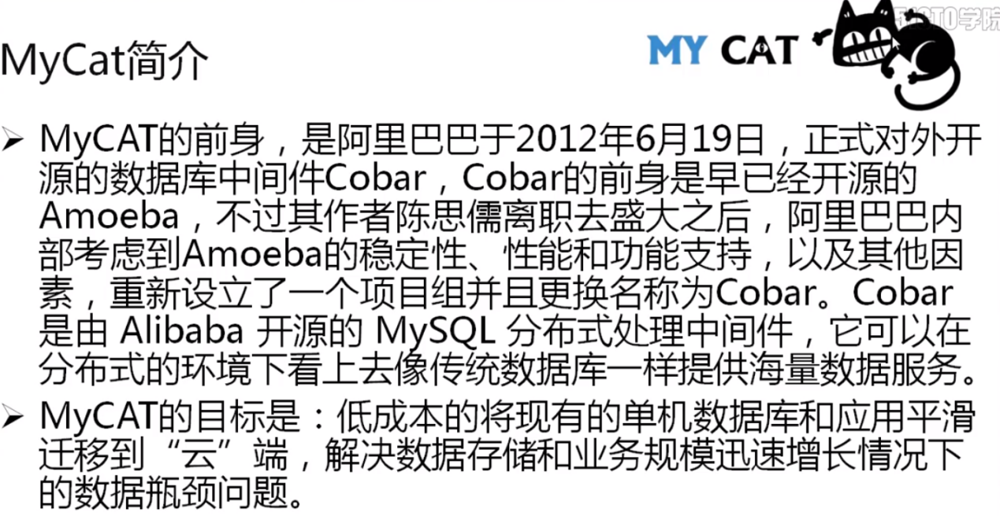 51CTO学院
MyCat简介
MY CAT
MyCAT的前身，是阿里巴巴于2012年6月19日，正式对外开
源的数据库中间件Cobar，Cobar的前身是早已经开源的
Amoeba，不过其作者陈思儒离职去盛大之后，阿里巴巴内
部考虑到Amoeba的稳定性、性能和功能支持，以及其他因
素，重新设立了一个项目组并且更换名称为Cobar。Cobar
是由 Alibaba 开源的 MySQL 分布式处理中间件，它可以在
分布式的环境下看上去像传统数据库一样提供海量数据服务。
MyCAT的目标是：低成本的将现有的单机数据库和应用平滑
迁移到“云”端，解决数据存储和业务规模迅速增长情况下
的数据瓶颈问题。